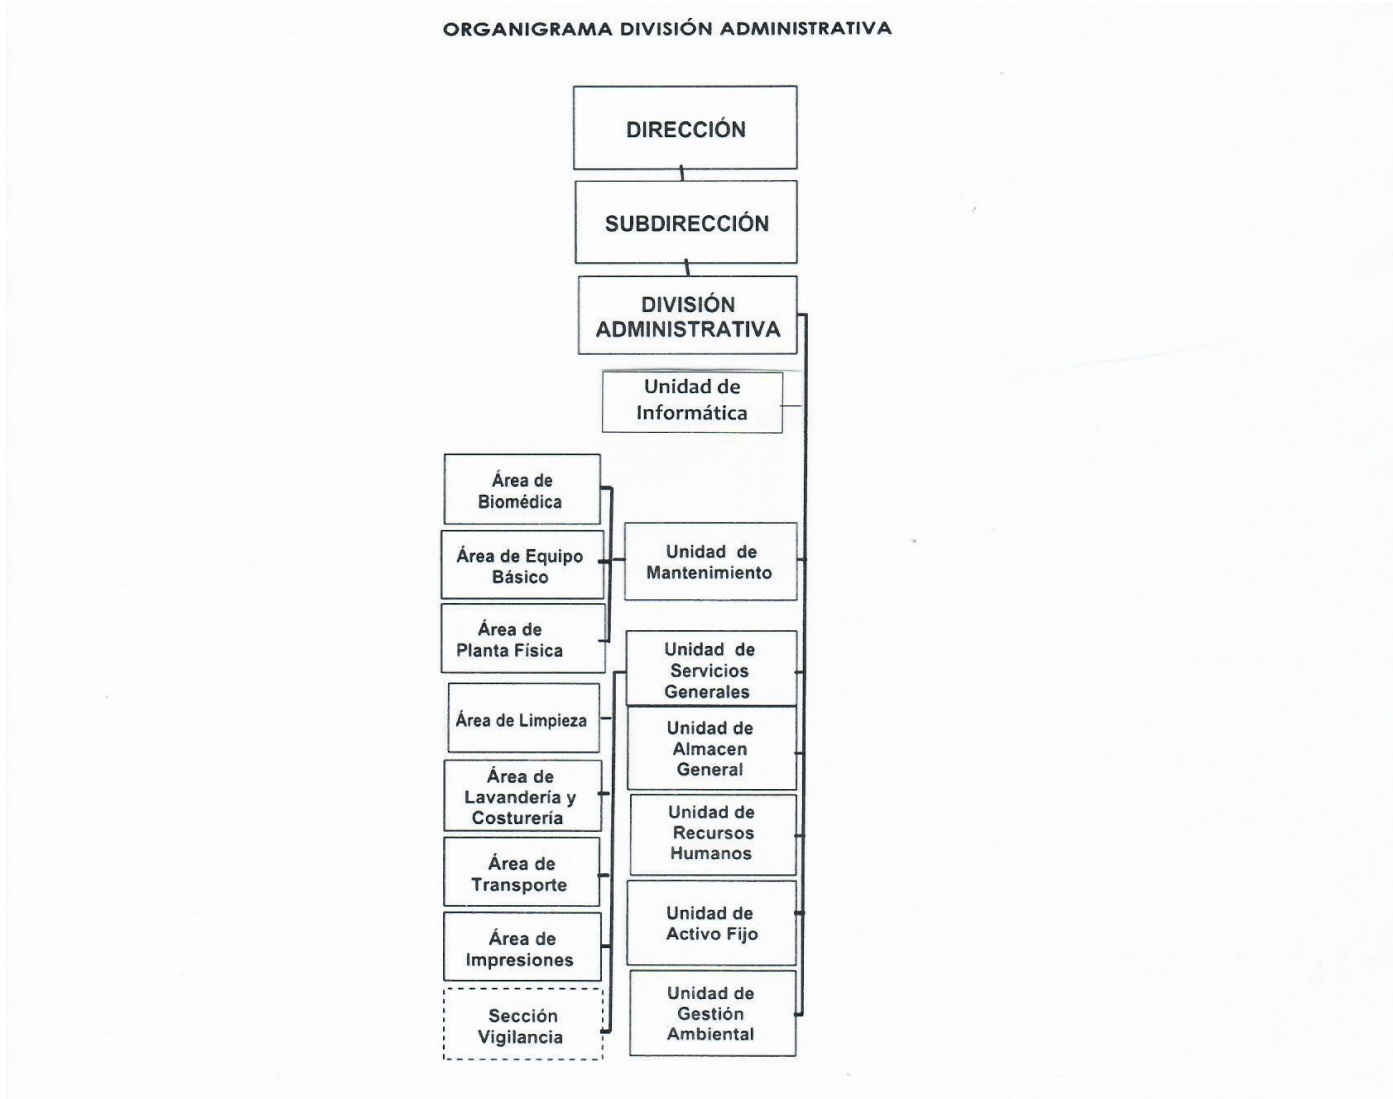 ORGANIGRAMA DIVISIÓN ADMINISTRATIVA
DIRECCIÓN
SUBDIRECCIÓN
DIVISIÓN
ADMINISTRATIVA
Unidad de
Informática
Área de
Biomédica
Área de Equipo
Básico
Área de
Planta Física
Unidad de
Mantenimiento
Unidad de
Servicios
Generales
Área de Limpieza
Área de
Lavandería y
Costurería
Área de
Transporte
Área de
Impresiones
Sección
Vigilancia
Unidad de
Almacen
General
Unidad de
Recursos
Humanos
Unidad de
Activo Fijo
Unidad de
Gestión
Ambiental